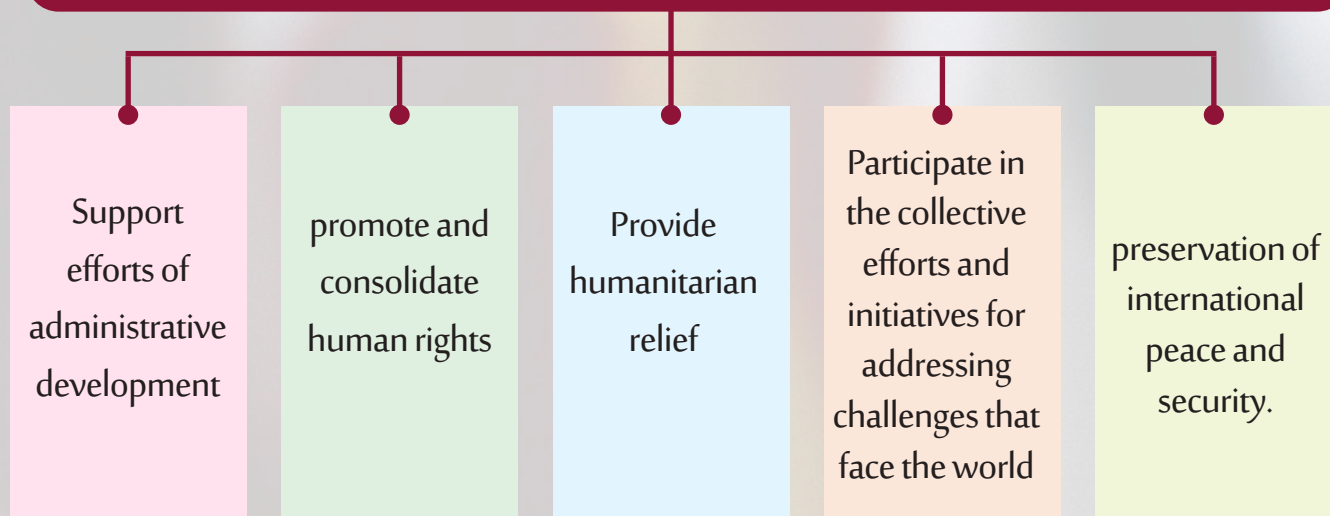 Support
efforts of
administrative
development
promote and
consolidate
human rights
Provide
humanitarian
relief
Participate in
the collective
efforts and
initiatives for
addressing
challenges that
face the world
preservation of
international
peace and
security.